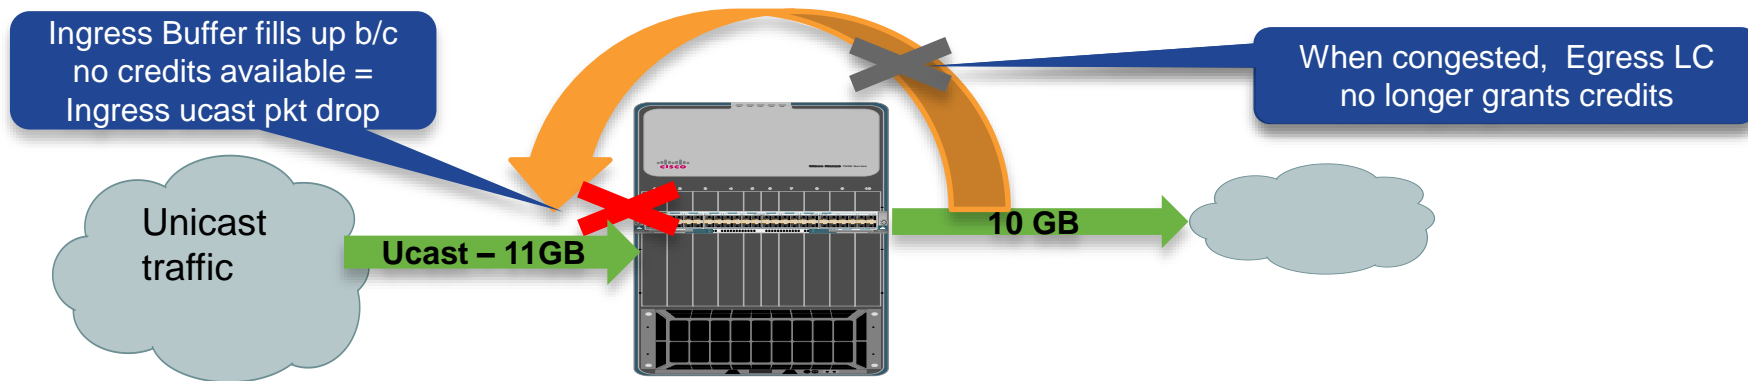 Ingress Buffer fills up b/c
no credits available =
Ingress ucast pkt drop
When congested, Egress LC
no longer grants credits
cisco
Unicast
traffic
Ucast – 11GB
10 GB